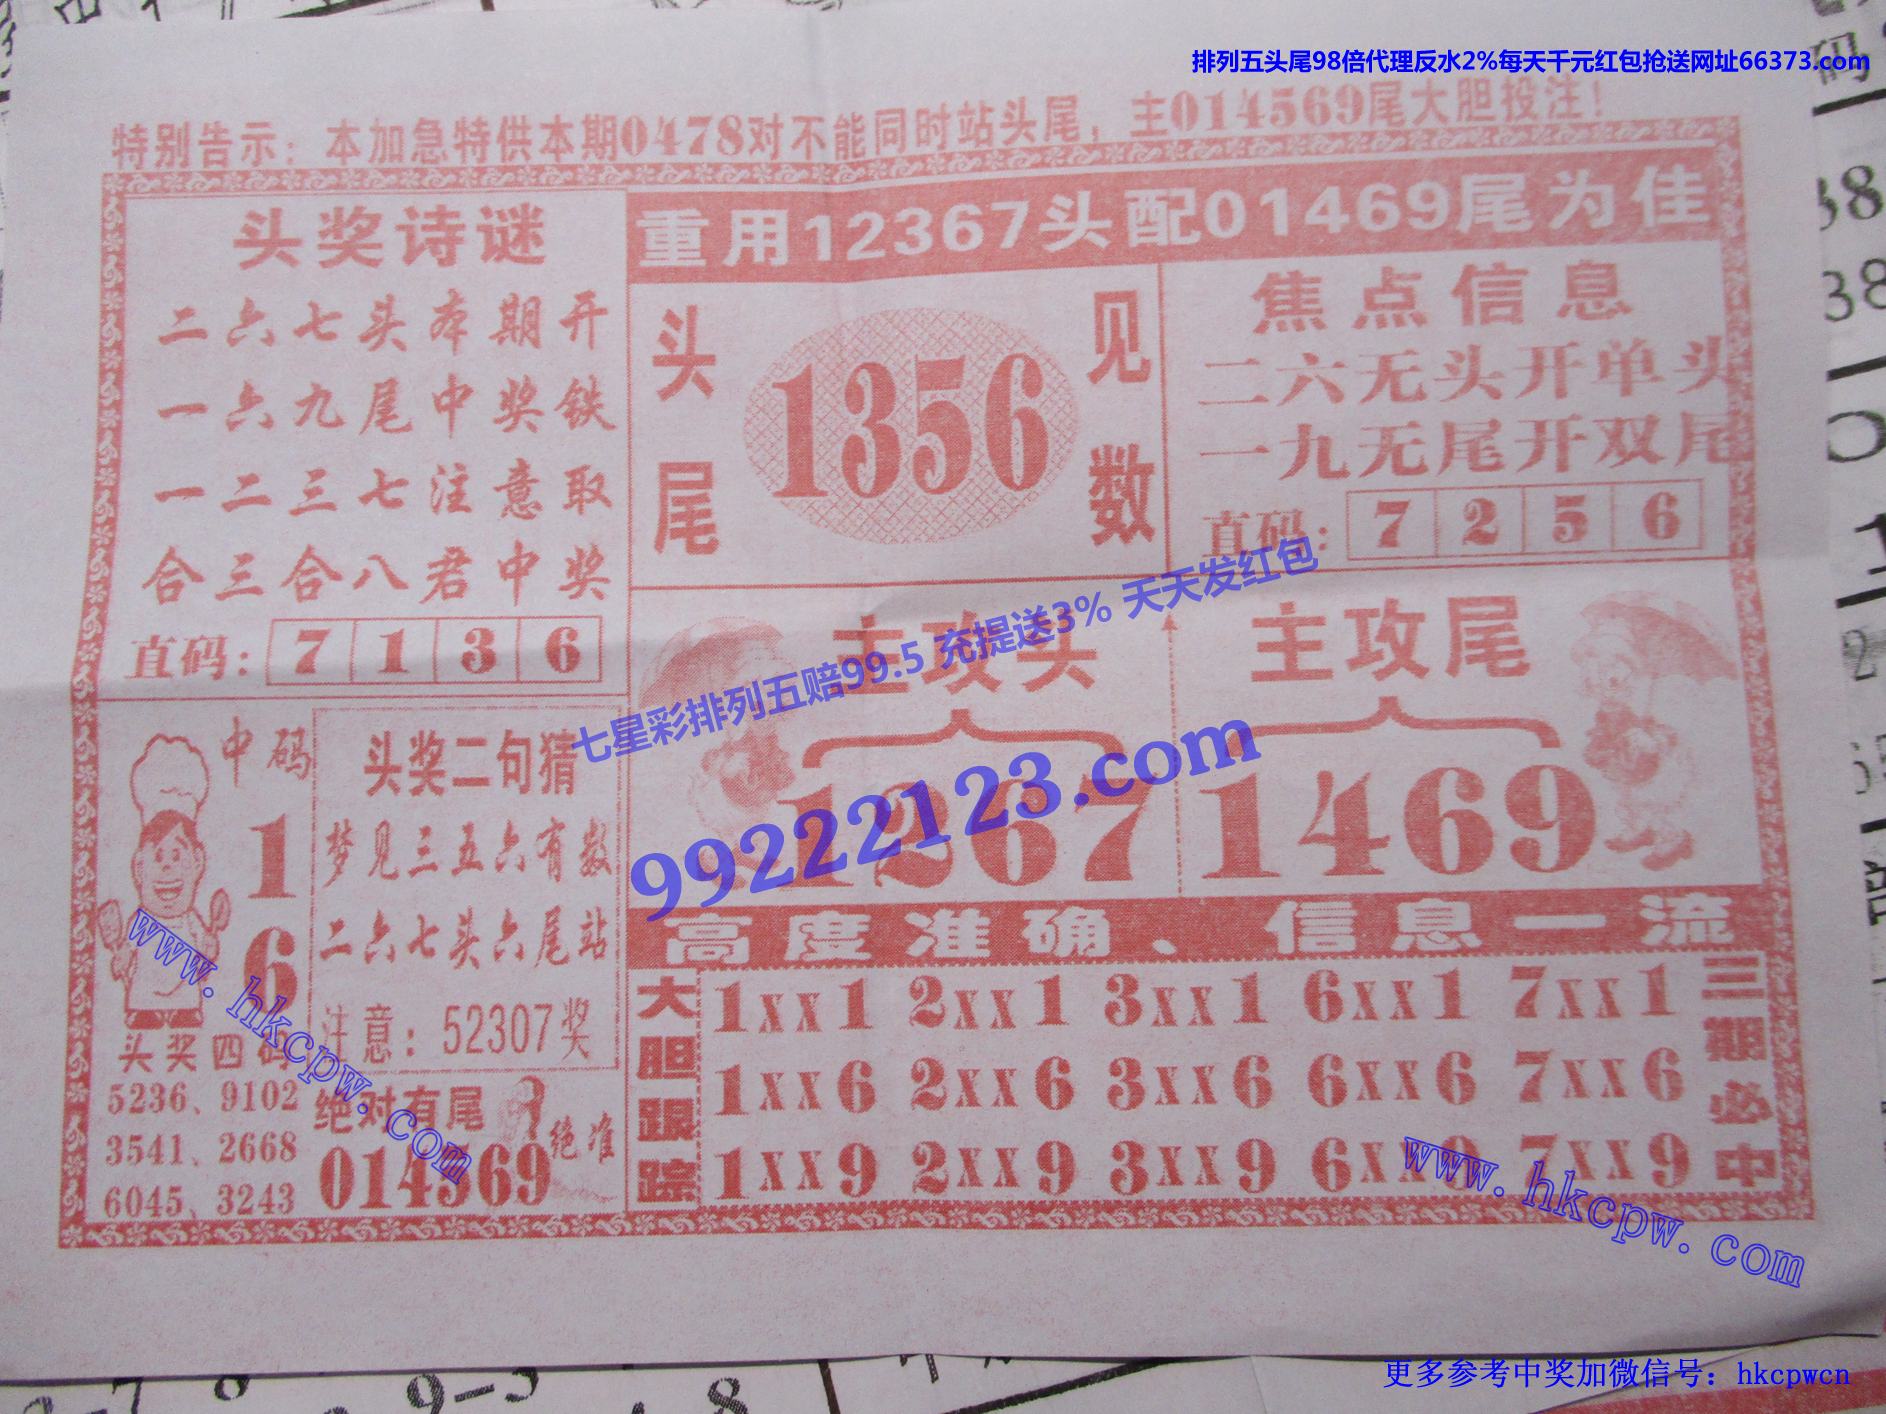 排列五头尾98倍代理反水2%每天千元红包抢送网址66373.com
特别告示：本加急特供本期0478对不能同时站头尾，主014569尾大胆投注！
头奖诗谜
二六七头本期开
一六九尾中奖铁
一二三七注意取
合三合八君中奖
直码：7 1 3 6
重用12367头配01469尾为佳
头尾
1356
见数
焦点信息
二六无头开单头
一九无尾开双尾
直码：7 2 5 6
主攻头
1267
主攻尾
1469
七星彩排列五赔99.5 充提送3% 天天发红包
99222123.com
中码
1
6
头奖四码
5236、9102
3541、2668
6045、3243
头奖二句猜
梦见三五六有数
二六七头六尾站
注意：52307奖
绝对有尾
014569
绝准
高度准确、信息一流
大胆跟踪
1xx1 2xx1 3xx1 6xx1 7xx1
1xx6 2xx6 3xx6 6xx6 7xx6
1xx9 2xx9 3xx9 6xx9 7xx9
三期必中
www.hkcpw.com
www.hkcpw.com
更多参考中奖加微信号：hkcpwcn